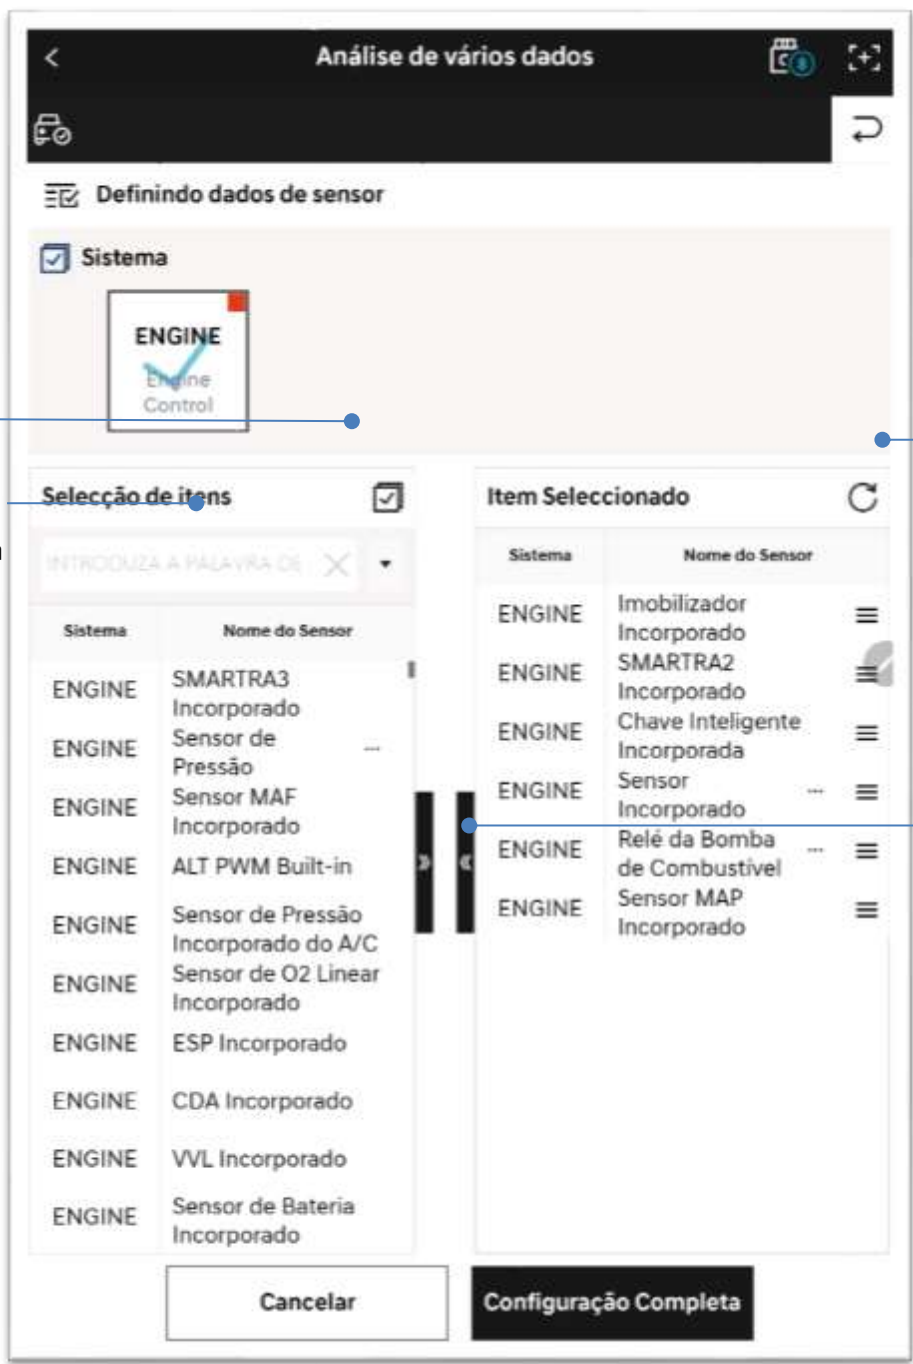 Análise de vários dados
Definindo dados de sensor
Sistema
ENGINE
Engine
Control
Selecção de itens
INTRODUZA A PALAVRA DE
Sistema Nome do Sensor
ENGINE SMARTRA3
Incorporado
ENGINE Sensor de ...
Pressão
ENGINE Sensor MAF
Incorporado
ENGINE ALT PWM Built-in
ENGINE Sensor de Pressão
Incorporado do A/C
ENGINE Sensor de O2 Linear
Incorporado
ENGINE ESP Incorporado
ENGINE CDA Incorporado
ENGINE VVL Incorporado
ENGINE Sensor de Bateria
Incorporado
Item Seleccionado
Sistema Nome do Sensor
ENGINE Imobilizador
Incorporado
ENGINE SMARTRA2
Incorporado
ENGINE Chave Inteligente
Incorporada
ENGINE Sensor ...
Incorporado
ENGINE Relé da Bomba ...
de Combustível
ENGINE Sensor MAP
Incorporado
Cancelar
Configuração Completa